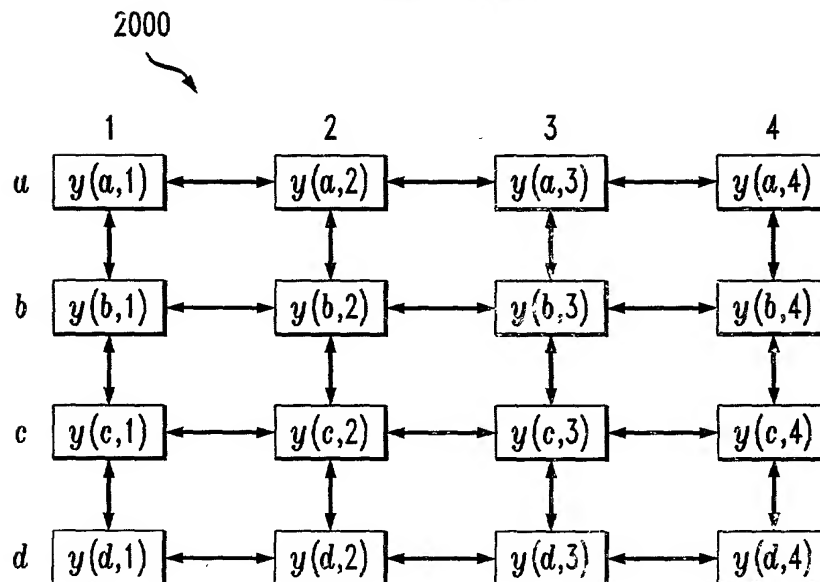 2000
1 2 3 4
a y(a,1) y(a,2) y(a,3) y(a,4)
b y(b,1) y(b,2) y(b,3) y(b,4)
c y(c,1) y(c,2) y(c,3) y(c,4)
d y(d,1) y(d,2) y(d,3) y(d,4)